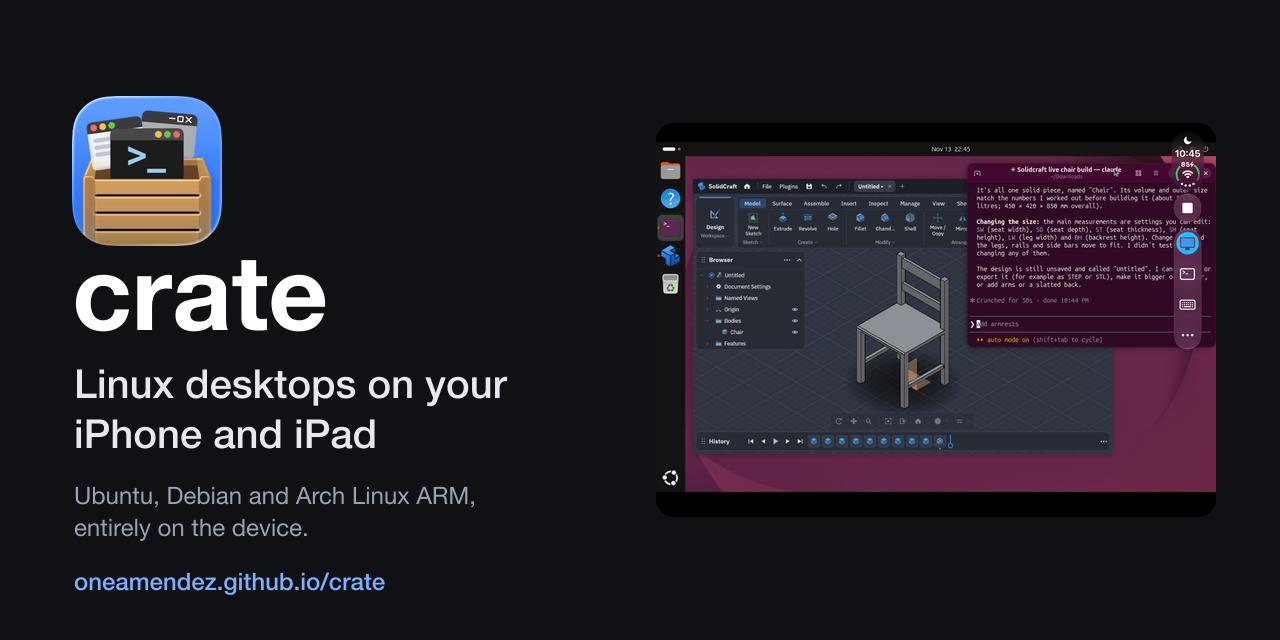 crate
Linux desktops on your
iPhone and iPad
Ubuntu, Debian and Arch Linux ARM,
entirely on the device.
oneamendez.github.io/crate
>_
Nov 13 22:45
10:45
SolidCraft
File
Plugins
Untitled •
Design
Workspace
Model
Surface
Assemble
Insert
Inspect
Manage
View
New
Sketch
Extrude
Revolve
Hole
Fillet
Chamf...
Shell
Move /
Copy
Sketch
Create
Modify
Browser
Untitled
Document Settings
Named Views
Origin
Bodies
Chair
Features
History
✳ Solidcraft live chair build — claude
~/Downloads
It's all one solid piece, named "Chair". Its volume and outer size
match the numbers I worked out before building it (about
litres; 450 × 420 × 850 mm overall).
Changing the size: the main measurements are settings you can edit:
SW (seat width), SD (seat depth), ST (seat thickness), SH (seat
height), LW (leg width) and BH (backrest height). Change
the legs, rails and side bars move to fit. I didn't test
changing any of them.
The design is still unsaved and called "Untitled". I can
export it (for example as STEP or STL), make it bigger
or add arms or a slatted back.
Crunched for 50s · done 10:44 PM
❯ add armrests
auto mode on (shift+tab to cycle)